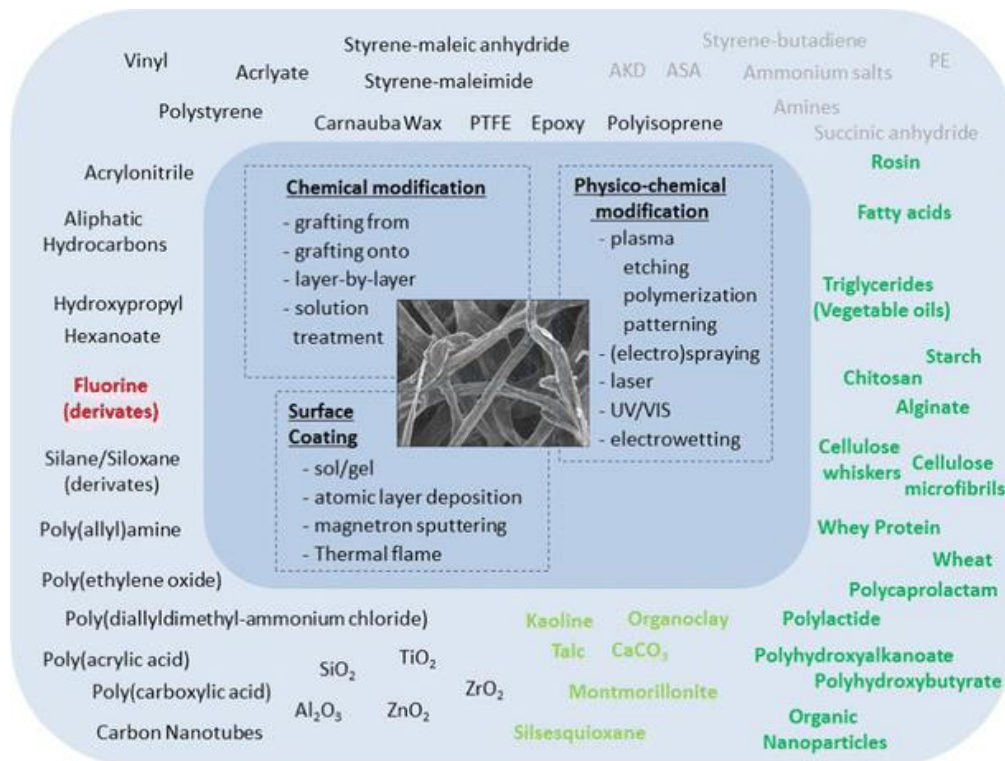 Vinyl
Acrlyate
Styrene-maleic anhydride
Styrene-maleimide
Styrene-butadiene
AKD ASA
Ammonium salts
PE
Polystyrene
Carnauba Wax
PTFE
Epoxy
Polyisoprene
Amines
Succinic anhydride
Acrylonitrile
Aliphatic
Hydrocarbons
Hydroxypropyl
Hexanoate
Fluorine
(derivates)
Silane/Siloxane
(derivates)
Poly(allyl)amine
Poly(ethylene oxide)
Poly(diallyldimethyl-ammonium chloride)
Poly(acrylic acid)
Poly(carboxylic acid)
Carbon Nanotubes
Chemical modification
- grafting from
- grafting onto
- layer-by-layer
- solution
treatment
Surface
Coating
- sol/gel
- atomic layer deposition
- magnetron sputtering
- Thermal flame
Physico-chemical
modification
- plasma
etching
polymerization
patterning
- (electro)spraying
- laser
- UV/VIS
- electrowetting
SiO₂
TiO₂
Al₂O₃
ZnO₂
ZrO₂
Kaoline
Organoclay
Talc
CaCO₃
Montmorillonite
Silsesquioxane
Rosin
Fatty acids
Triglycerides
(Vegetable oils)
Starch
Chitosan
Alginate
Cellulose
whiskers
Cellulose
microfibrils
Whey Protein
Wheat
Polycaprolactam
Polylactide
Polyhydroxyalkanoate
Polyhydroxybutyrate
Organic
Nanoparticles